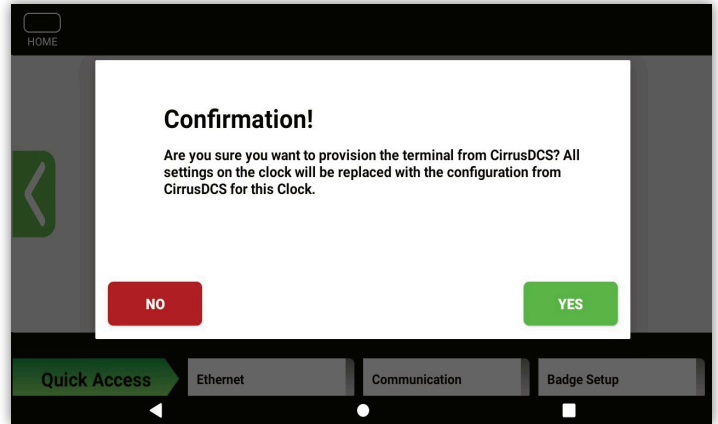 HOME
Confirmation!
Are you sure you want to provision the terminal from CirrusDCS? All
settings on the clock will be replaced with the configuration from
CirrusDCS for this Clock.
NO
YES
Quick Access
Ethernet
Communication
Badge Setup